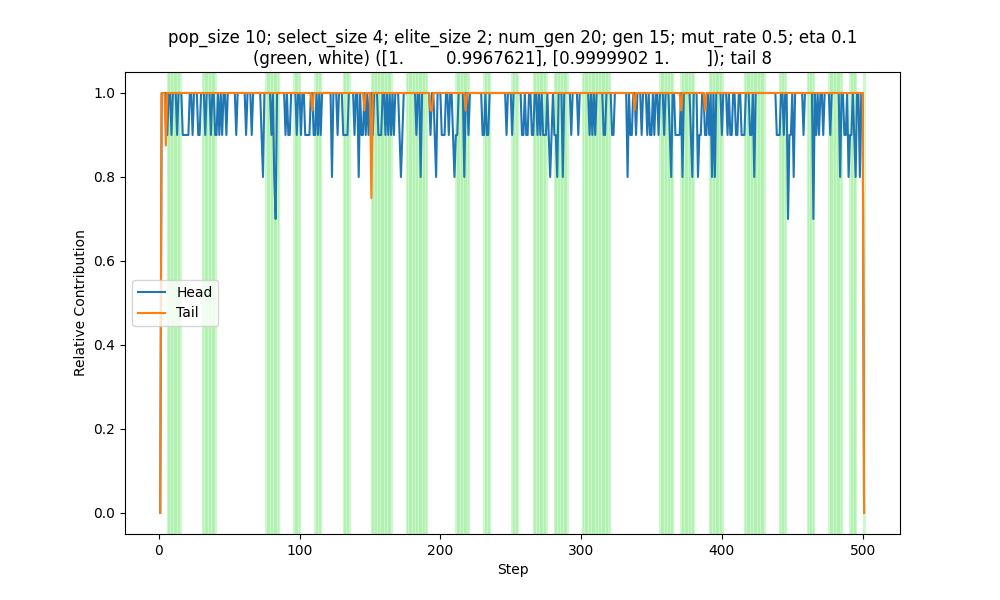 pop_size 10; select_size 4; elite_size 2; num_gen 20; gen 15; mut_rate 0.5; eta 0.1
(green, white) ([1.        0.9967621], [0.9999902 1.       ]); tail 8
1.0
0.8
0.6
0.4
0.2
0.0
Relative Contribution
Head
Tail
0
100
200
300
400
500
Step